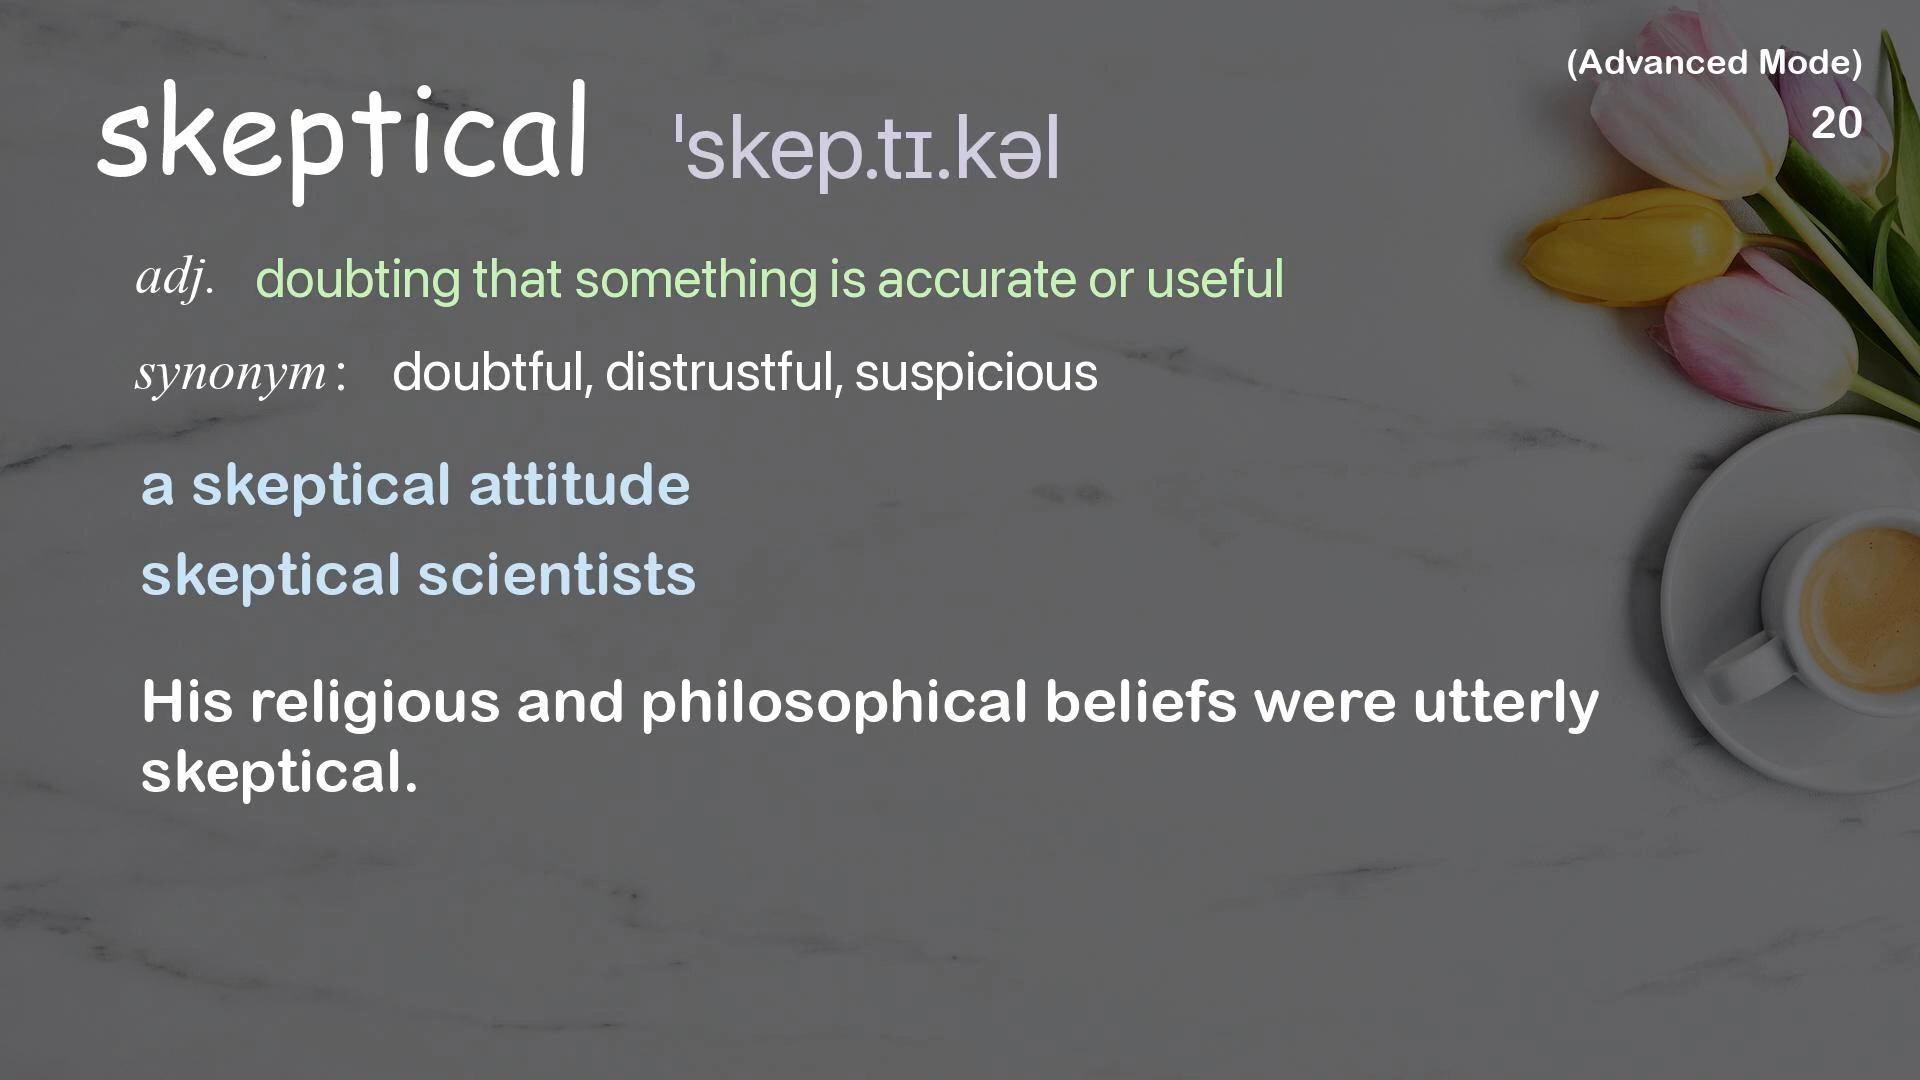 (Advanced Mode)
skeptical ˈskep.tɪ.kəl
20
adj. doubting that something is accurate or useful
synonym: doubtful, distrustful, suspicious
a skeptical attitude
skeptical scientists
His religious and philosophical beliefs were utterly
skeptical.